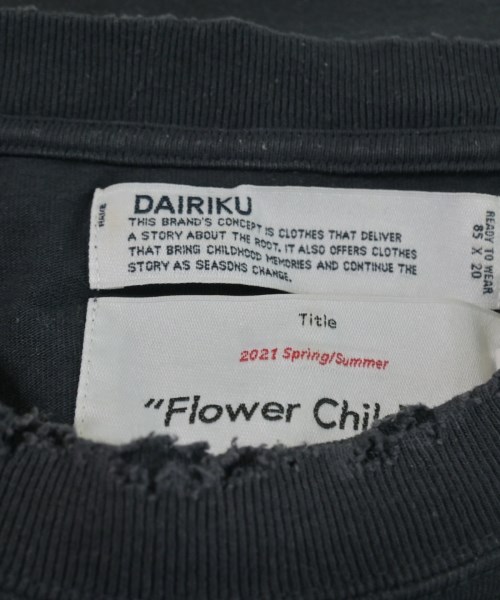 NAME
DAIRIKU
THIS BRAND'S CONCEPT IS CLOTHES THAT DELIVER
A STORY ABOUT THE ROOT. IT ALSO OFFERS CLOTHES
THAT BRING CHILDHOOD MEMORIES AND CONTINUE THE
STORY AS SEASONS CHANGE.
READY TO WEAR
85 X 20
Title
2021 Spring/Summer
"Flower Chil